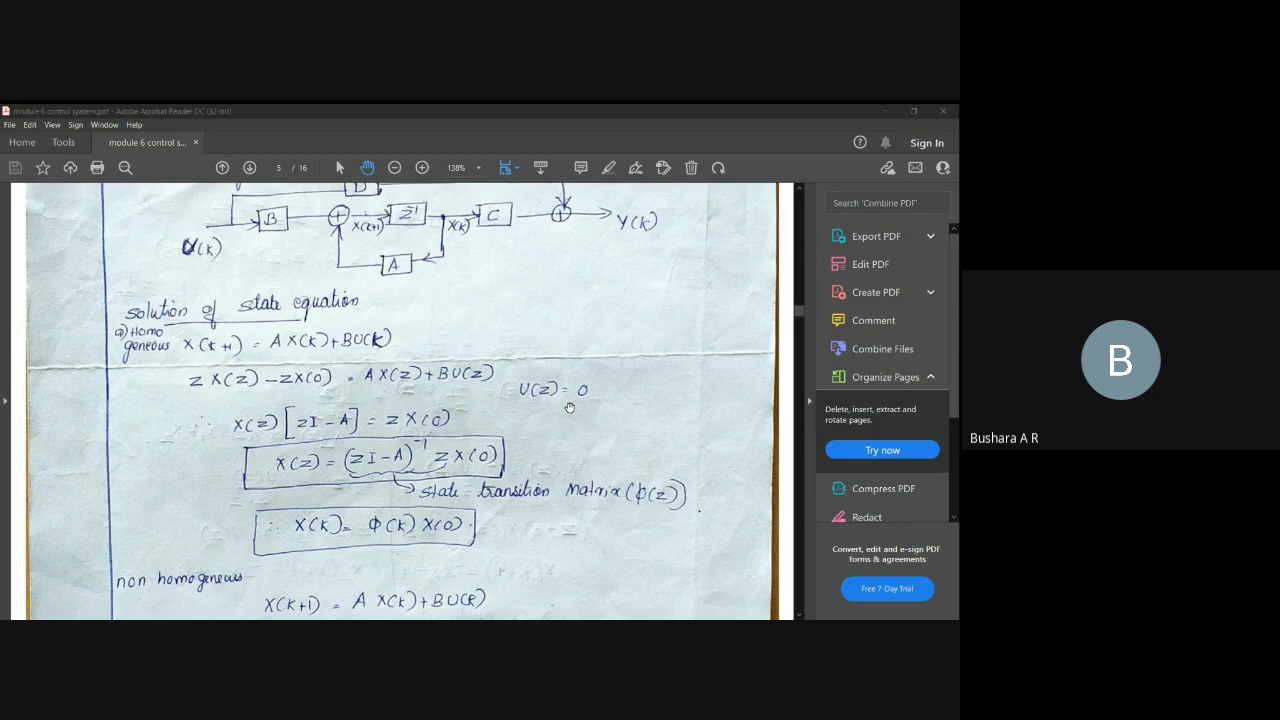 module 6 control syatem.pdf - Adobe Acrobat Reader DC (32-bit)
File Edit View Sign Window Help
Home Tools module 6 control s... × Sign In
5 / 16 138%
D
B + X(k+1) Z⁻¹ X(k) C + Y(k)
U(k)
A
solution of state equation
a) Homo
geneous X(k+1) = A X(k)+BU(k)
Z X(Z) -ZX(0) = AX(Z)+BU(Z)
U(Z)= 0
∴ X(Z) [ZI-A] = Z X(0)
X(Z) = (ZI-A)⁻¹ Z X(0)
state transition Matrix (ϕ(Z))
∴ X(k)= ϕ(k) X(0).
non homogeneous
X(k+1) = A X(k)+BU(k)
Search 'Combine PDF'
Export PDF
Edit PDF
Create PDF
Comment
Combine Files
Organize Pages
Delete, insert, extract and
rotate pages.
Try now
Compress PDF
Redact
Convert, edit and e-sign PDF
forms & agreements
Free 7-Day Trial
B
Bushara A R